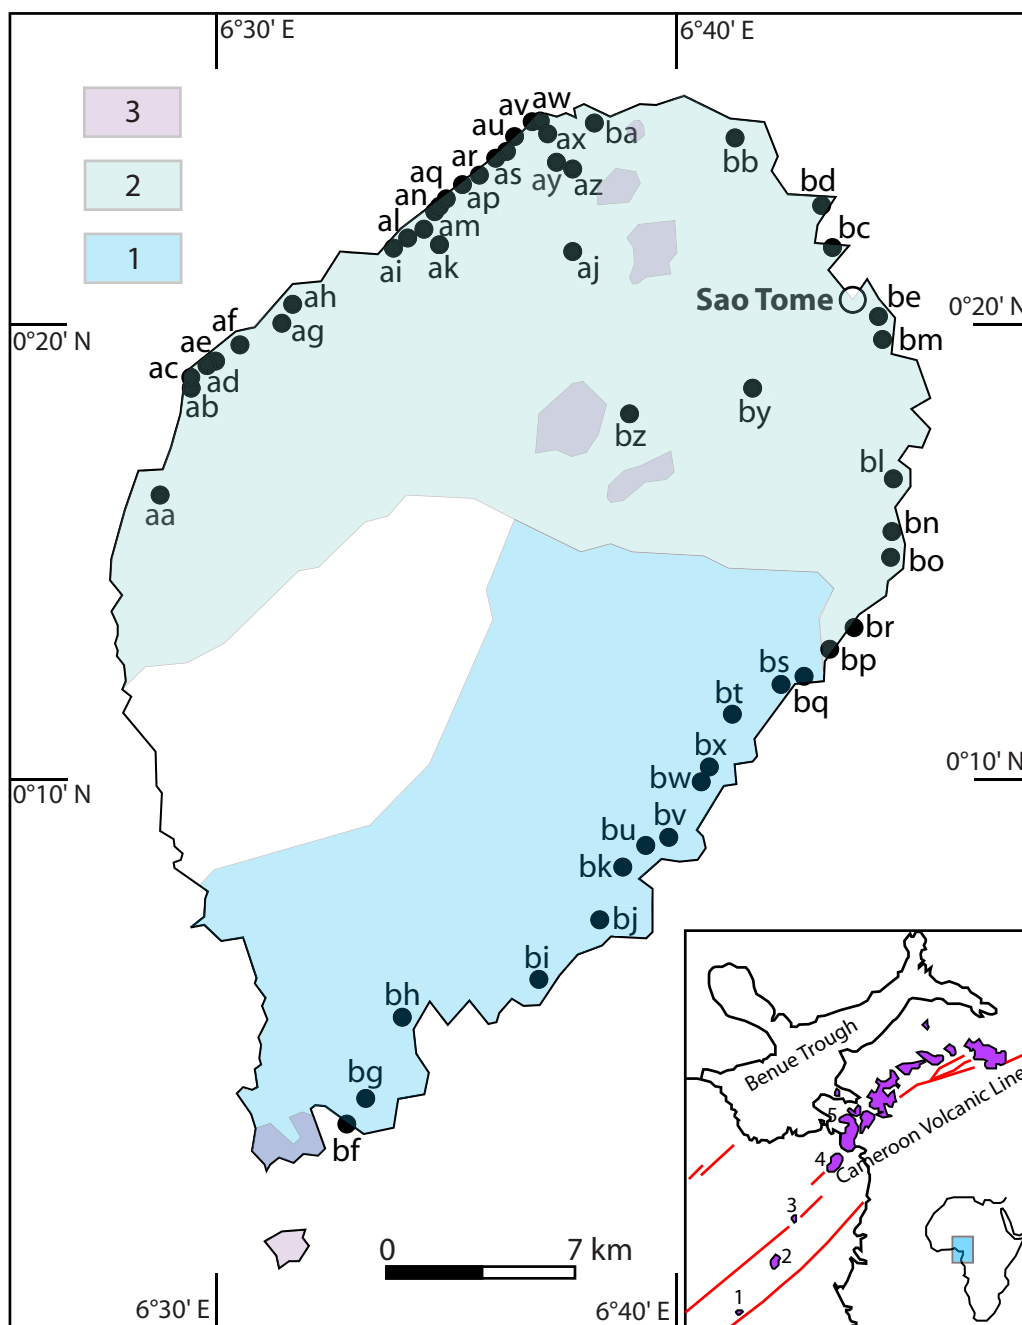 6°30' E
6°40' E
3
2
1
av
aw
au
ax
ba
bb
ar
as
ay
az
aq
ap
bd
an
am
al
bc
ai
ak
aj
Sao Tome
ah
be
0°20' N
af
ag
0°20' N
bm
ae
ac
ad
ab
by
bz
bl
aa
bn
bo
br
bp
bs
bq
bt
bx
0°10' N
bw
0°10' N
bv
bu
bk
bj
bi
bh
bg
bf
Benue Trough
Cameroon Volcanic Line
5
4
3
2
1
0
7 km
6°30' E
6°40' E